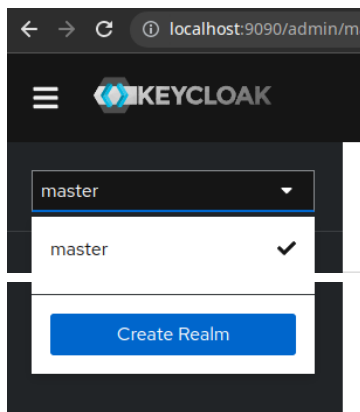 localhost:9090/admin/m
KEYCLOAK
master
master
Create Realm